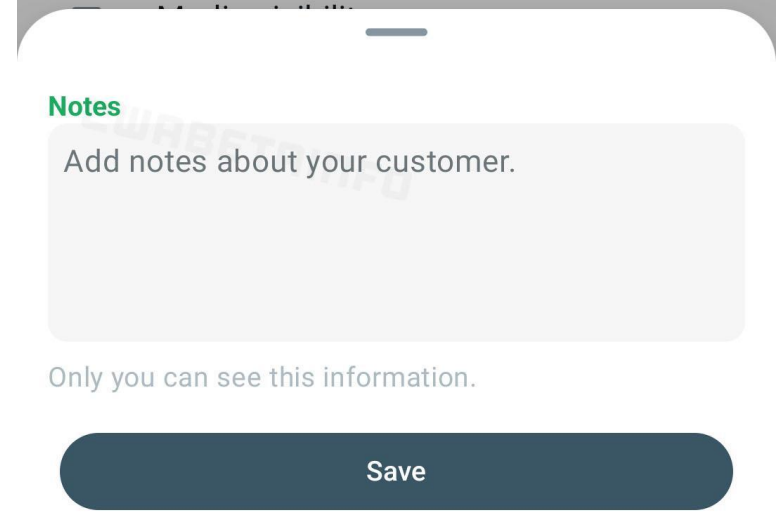 Notes
Add notes about your customer.
Only you can see this information.
Save